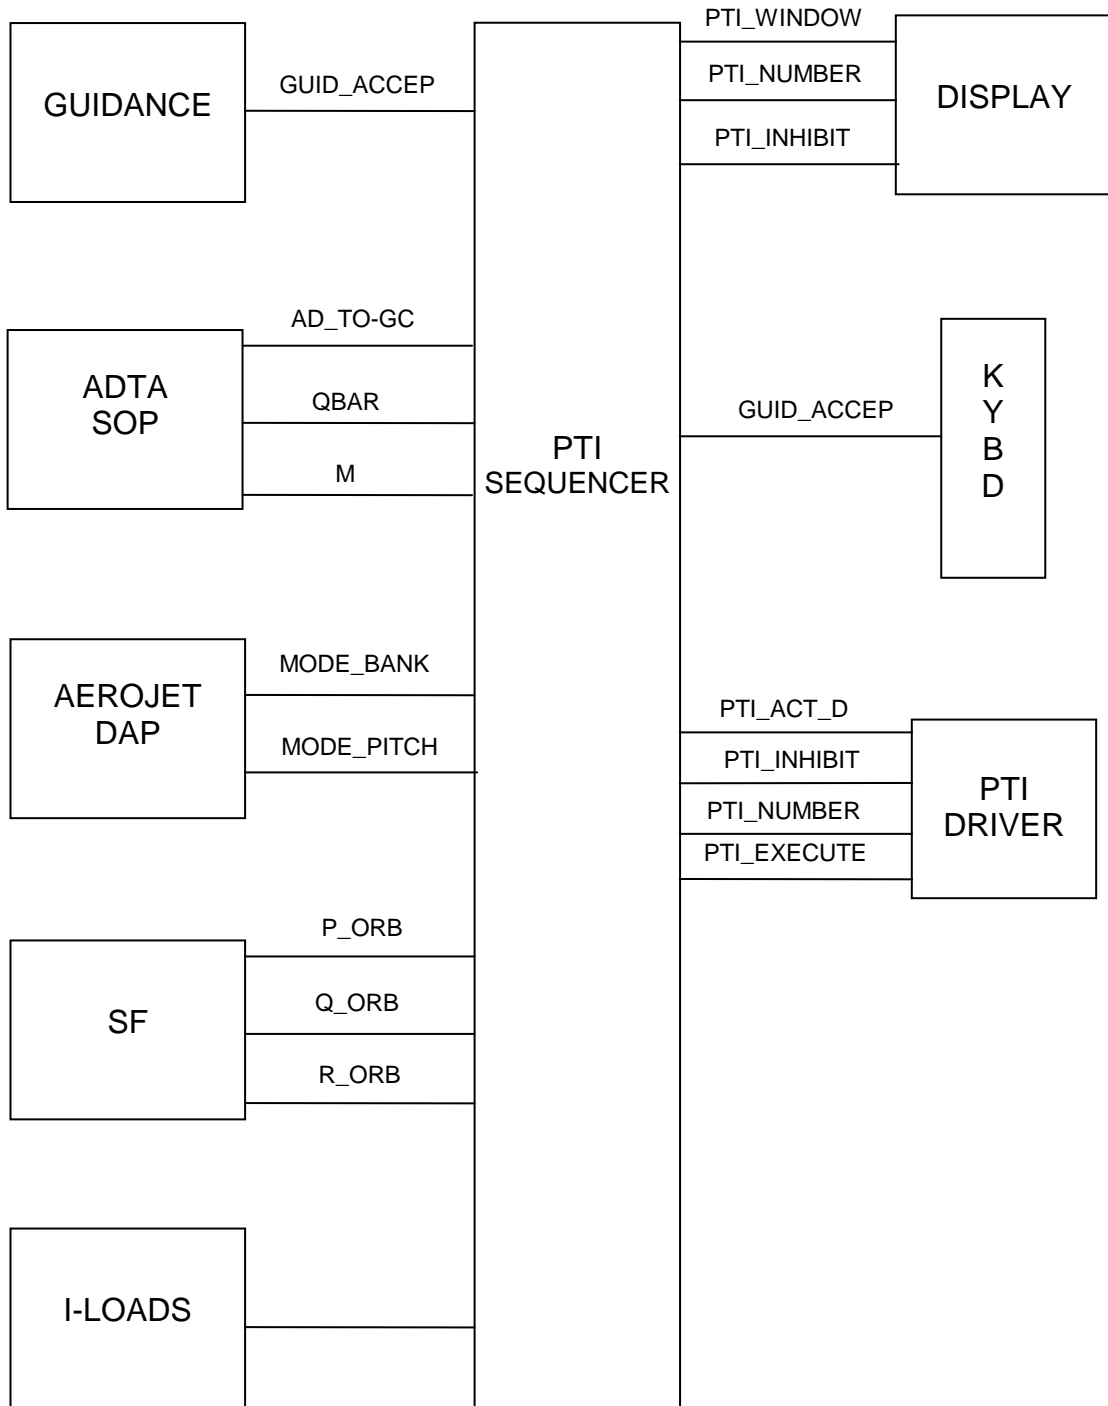 GUIDANCE
GUID_ACCEP
PTI_WINDOW
PTI_NUMBER
PTI_INHIBIT
DISPLAY
ADTA
SOP
AD_TO-GC
QBAR
M
PTI
SEQUENCER
GUID_ACCEP
K
Y
B
D
AEROJET
DAP
MODE_BANK
MODE_PITCH
PTI_ACT_D
PTI_INHIBIT
PTI_NUMBER
PTI_EXECUTE
PTI
DRIVER
SF
P_ORB
Q_ORB
R_ORB
I-LOADS